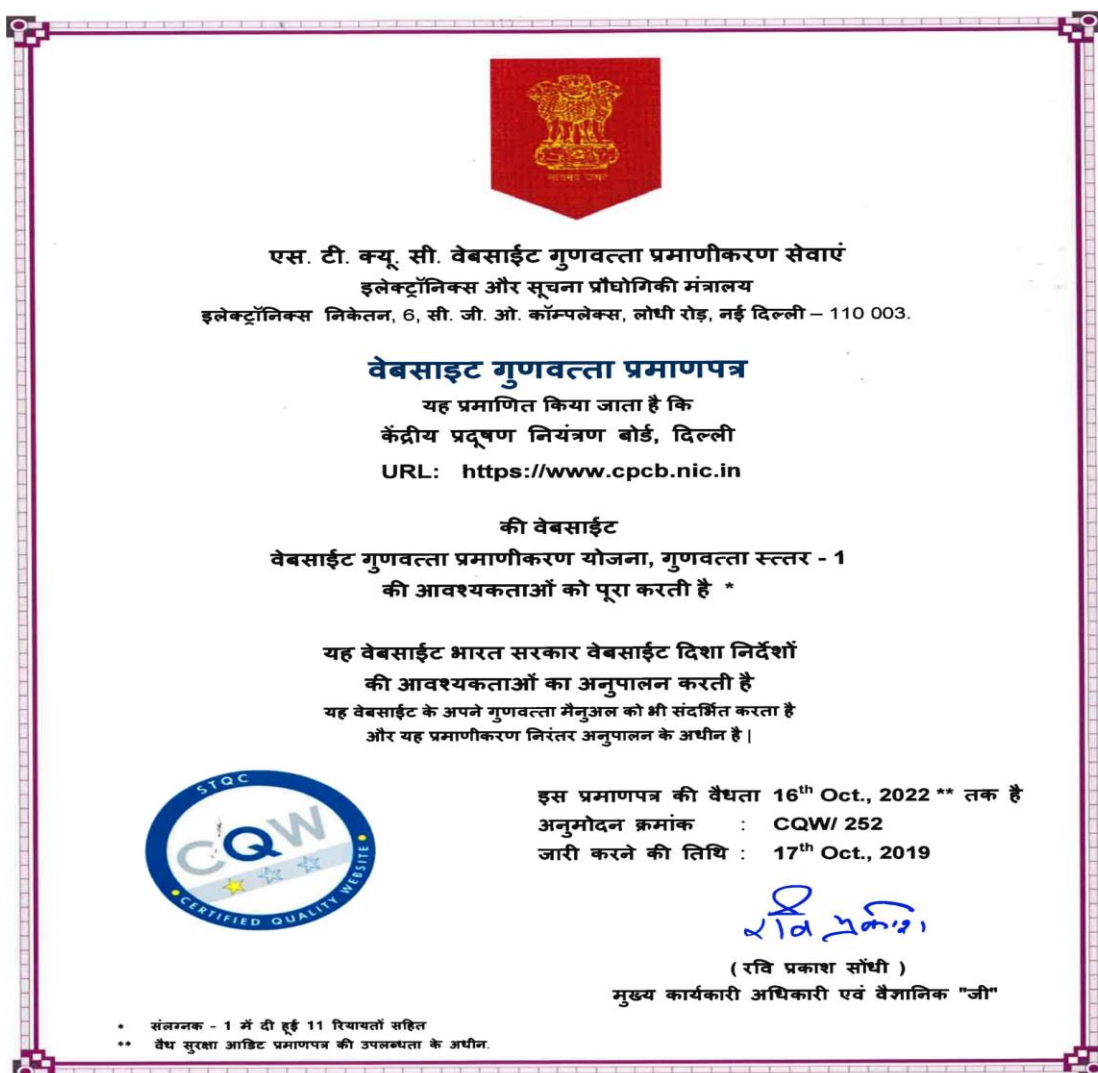 सत्यमेव जयते
एस. टी. क्यू. सी. वेबसाईट गुणवत्ता प्रमाणीकरण सेवाएं
इलेक्ट्रॉनिक्स और सूचना प्रौघोगिकी मंत्रालय
इलेक्ट्रॉनिक्स निकेतन, 6, सी. जी. ओ. कॉम्पलेक्स, लोधी रोड़, नई दिल्ली – 110 003.
वेबसाइट गुणवत्ता प्रमाणपत्र
यह प्रमाणित किया जाता है कि
केंद्रीय प्रदूषण नियंत्रण बोर्ड, दिल्ली
URL: https://www.cpcb.nic.in
की वेबसाईट
वेबसाईट गुणवत्ता प्रमाणीकरण योजना, गुणवत्ता स्त्तर - 1
की आवश्यकताओं को पूरा करती है *
यह वेबसाईट भारत सरकार वेबसाईट दिशा निर्देशों
की आवश्यकताओं का अनुपालन करती है
यह वेबसाईट के अपने गुणवत्ता मैनुअल को भी संदर्भित करता है
और यह प्रमाणीकरण निरंतर अनुपालन के अधीन है |
STQC
CQW
CERTIFIED QUALITY WEBSITE
इस प्रमाणपत्र की वैधता 16th Oct., 2022 ** तक है
अनुमोदन क्रमांक : CQW/ 252
जारी करने की तिथि : 17th Oct., 2019
रवि प्रकाश
( रवि प्रकाश सोंधी )
मुख्य कार्यकारी अधिकारी एवं वैज्ञानिक "जी"
* संलग्नक - 1 में दी हुई 11 रियायतों सहित
** वैध सुरक्षा आडिट प्रमाणपत्र की उपलब्धता के अधीन.